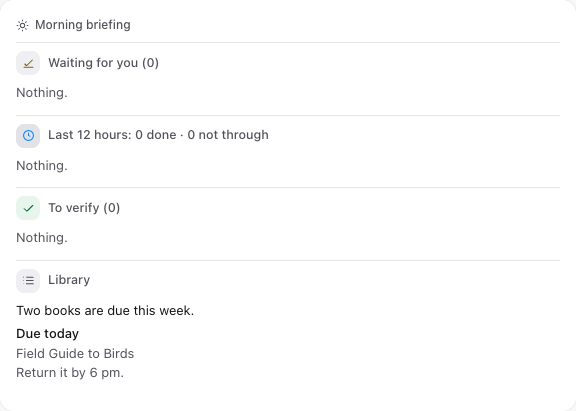 Morning briefing
Waiting for you (0)
Nothing.
Last 12 hours: 0 done · 0 not through
Nothing.
To verify (0)
Nothing.
Library
Two books are due this week.
Due today
Field Guide to Birds
Return it by 6 pm.